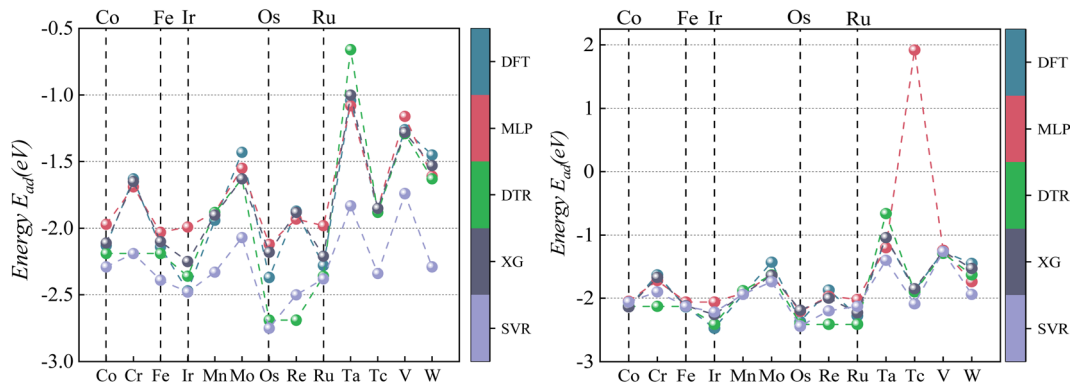 Co Fe Ir Os Ru
-0.5
-1.0
-1.5
-2.0
-2.5
-3.0
Energy E_ad(eV)
Co Cr Fe Ir Mn Mo Os Re Ru Ta Tc V W
DFT
MLP
DTR
XG
SVR
Co Fe Ir Os Ru
2
1
0
-1
-2
-3
Energy E_ad(eV)
Co Cr Fe Ir Mn Mo Os Re Ru Ta Tc V W
DFT
MLP
DTR
XG
SVR